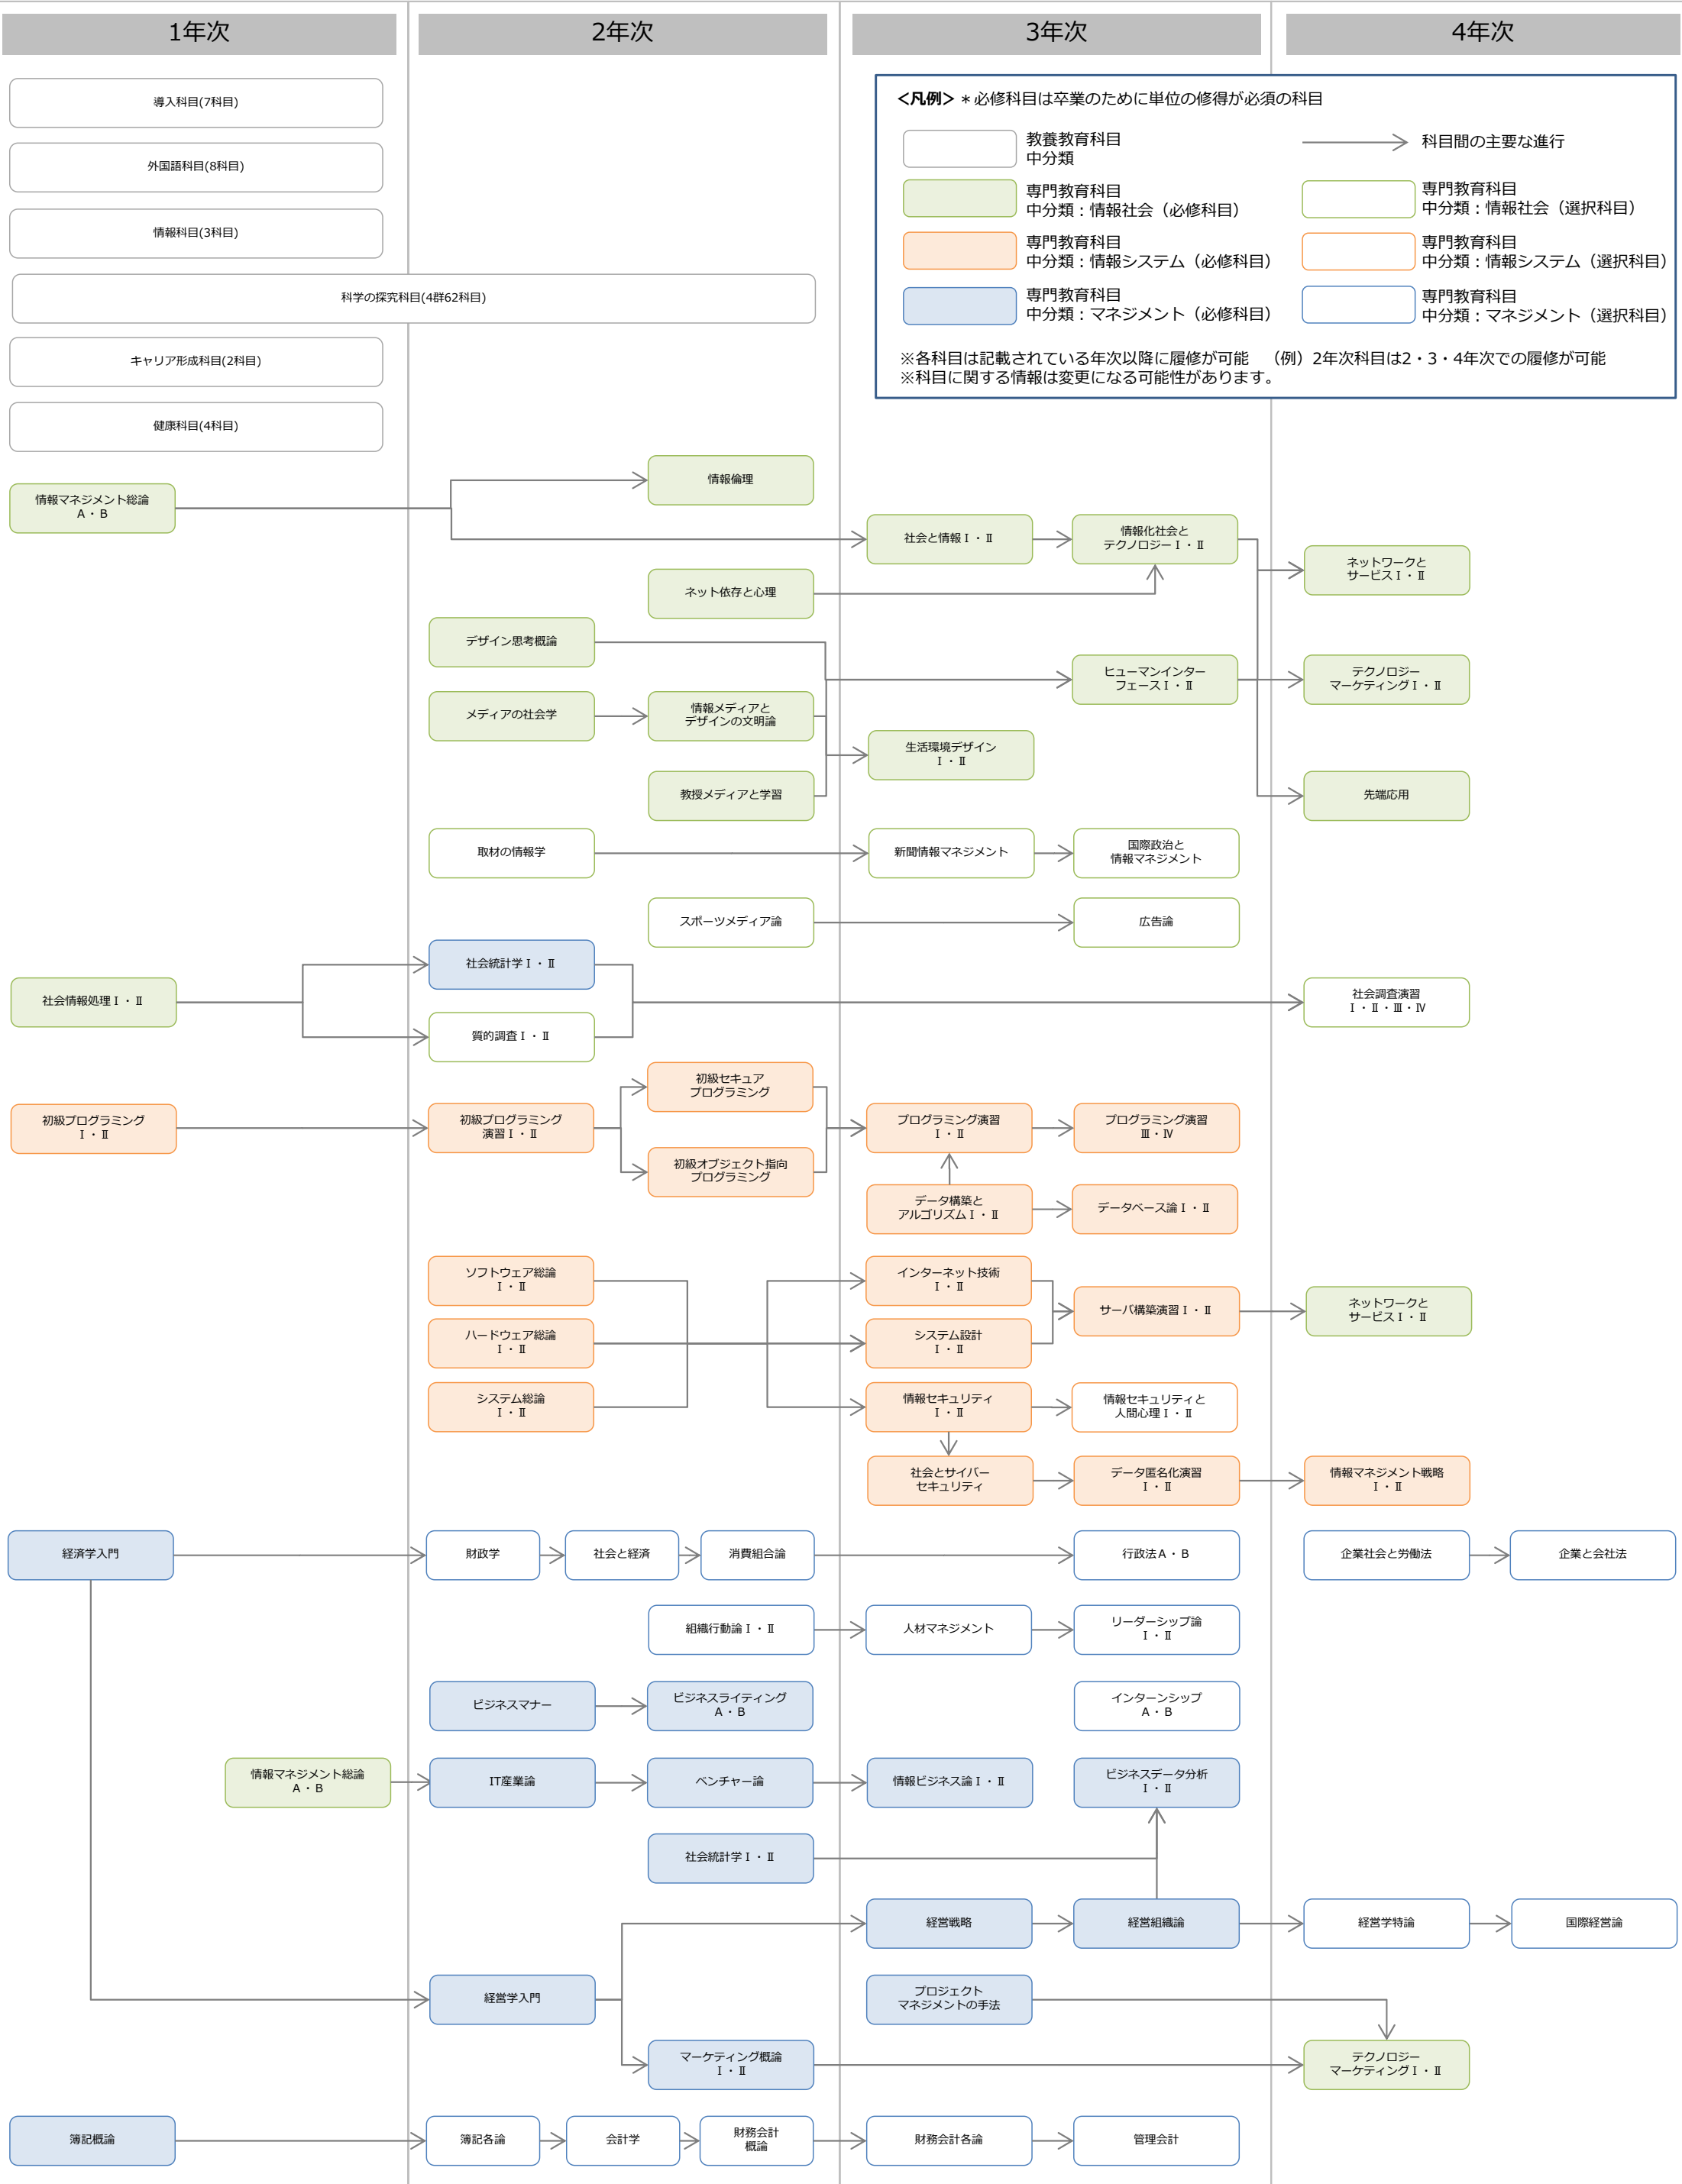 1年次
2年次
3年次
4年次
導入科目(7科目)
外国語科目(8科目)
情報科目(3科目)
科学の探究科目(4群62科目)
キャリア形成科目(2科目)
健康科目(4科目)
<凡例> ＊必修科目は卒業のために単位の修得が必須の科目
教養教育科目
中分類
科目間の主要な進行
専門教育科目
中分類：情報社会（必修科目）
専門教育科目
中分類：情報社会（選択科目）
専門教育科目
中分類：情報システム（必修科目）
専門教育科目
中分類：情報システム（選択科目）
専門教育科目
中分類：マネジメント（必修科目）
専門教育科目
中分類：マネジメント（選択科目）
※各科目は記載されている年次以降に履修が可能　（例）2年次科目は2・3・4年次での履修が可能
※科目に関する情報は変更になる可能性があります。
情報倫理
情報マネジメント総論
A・B
社会と情報Ⅰ・Ⅱ
情報化社会と
テクノロジーⅠ・Ⅱ
ネットワークと
サービスⅠ・Ⅱ
ネット依存と心理
デザイン思考概論
ヒューマンインター
フェースⅠ・Ⅱ
テクノロジー
マーケティングⅠ・Ⅱ
メディアの社会学
情報メディアと
デザインの文明論
生活環境デザイン
Ⅰ・Ⅱ
教授メディアと学習
先端応用
取材の情報学
新聞情報マネジメント
国際政治と
情報マネジメント
スポーツメディア論
広告論
社会統計学Ⅰ・Ⅱ
社会情報処理Ⅰ・Ⅱ
社会調査演習
Ⅰ・Ⅱ・Ⅲ・Ⅳ
質的調査Ⅰ・Ⅱ
初級セキュア
プログラミング
初級プログラミング
Ⅰ・Ⅱ
初級プログラミング
演習Ⅰ・Ⅱ
プログラミング演習
Ⅰ・Ⅱ
プログラミング演習
Ⅲ・Ⅳ
初級オブジェクト指向
プログラミング
データ構築と
アルゴリズムⅠ・Ⅱ
データベース論Ⅰ・Ⅱ
ソフトウェア総論
Ⅰ・Ⅱ
インターネット技術
Ⅰ・Ⅱ
サーバ構築演習Ⅰ・Ⅱ
ネットワークと
サービスⅠ・Ⅱ
ハードウェア総論
Ⅰ・Ⅱ
システム設計
Ⅰ・Ⅱ
システム総論
Ⅰ・Ⅱ
情報セキュリティ
Ⅰ・Ⅱ
情報セキュリティと
人間心理Ⅰ・Ⅱ
社会とサイバー
セキュリティ
データ匿名化演習
Ⅰ・Ⅱ
情報マネジメント戦略
Ⅰ・Ⅱ
経済学入門
財政学
社会と経済
消費組合論
行政法A・B
企業社会と労働法
企業と会社法
組織行動論Ⅰ・Ⅱ
人材マネジメント
リーダーシップ論
Ⅰ・Ⅱ
ビジネスマナー
ビジネスライティング
A・B
インターンシップ
A・B
情報マネジメント総論
A・B
IT産業論
ベンチャー論
情報ビジネス論Ⅰ・Ⅱ
ビジネスデータ分析
Ⅰ・Ⅱ
社会統計学Ⅰ・Ⅱ
経営戦略
経営組織論
経営学特論
国際経営論
経営学入門
プロジェクト
マネジメントの手法
マーケティング概論
Ⅰ・Ⅱ
テクノロジー
マーケティングⅠ・Ⅱ
簿記概論
簿記各論
会計学
財務会計
概論
財務会計各論
管理会計